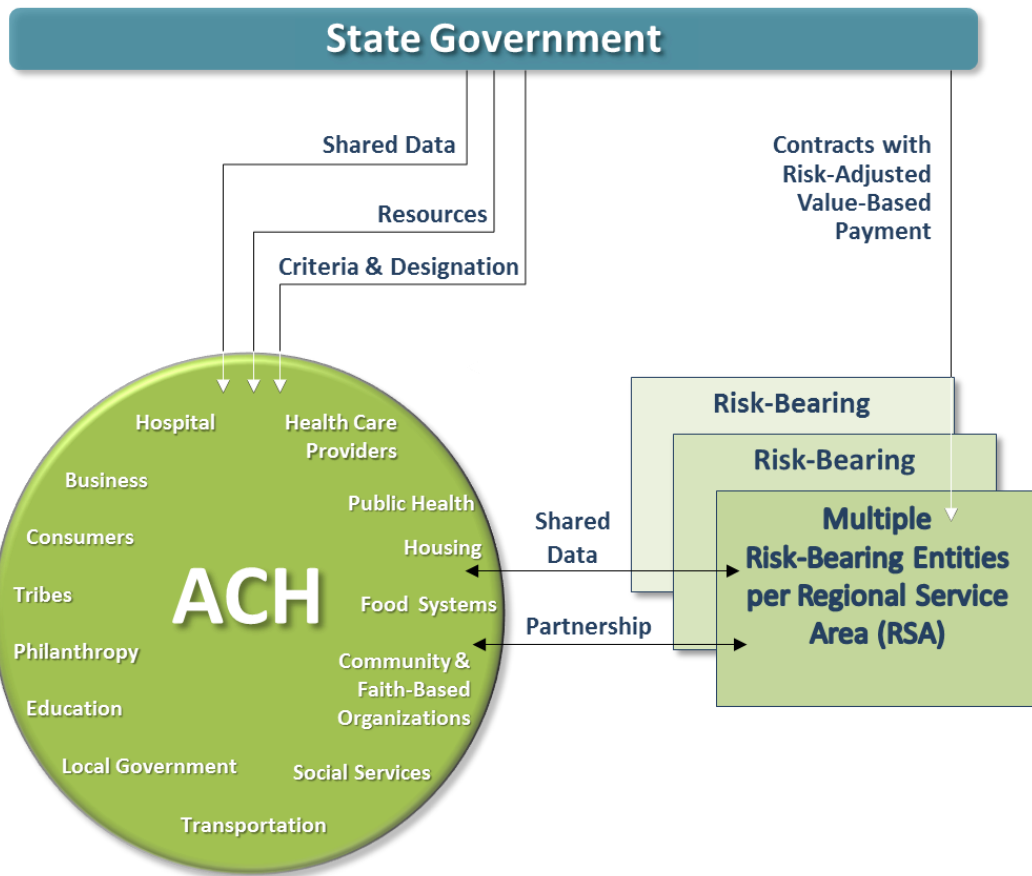 State Government
Shared Data
Resources
Criteria & Designation
Contracts with
Risk-Adjusted
Value-Based
Payment
Hospital
Health Care
Providers
Business
Public Health
Consumers
Housing
Tribes
ACH
Food Systems
Philanthropy
Community &
Faith-Based
Organizations
Education
Local Government
Social Services
Transportation
Shared
Data
Partnership
Risk-Bearing
Risk-Bearing
Multiple
Risk-Bearing Entities
per Regional Service
Area (RSA)